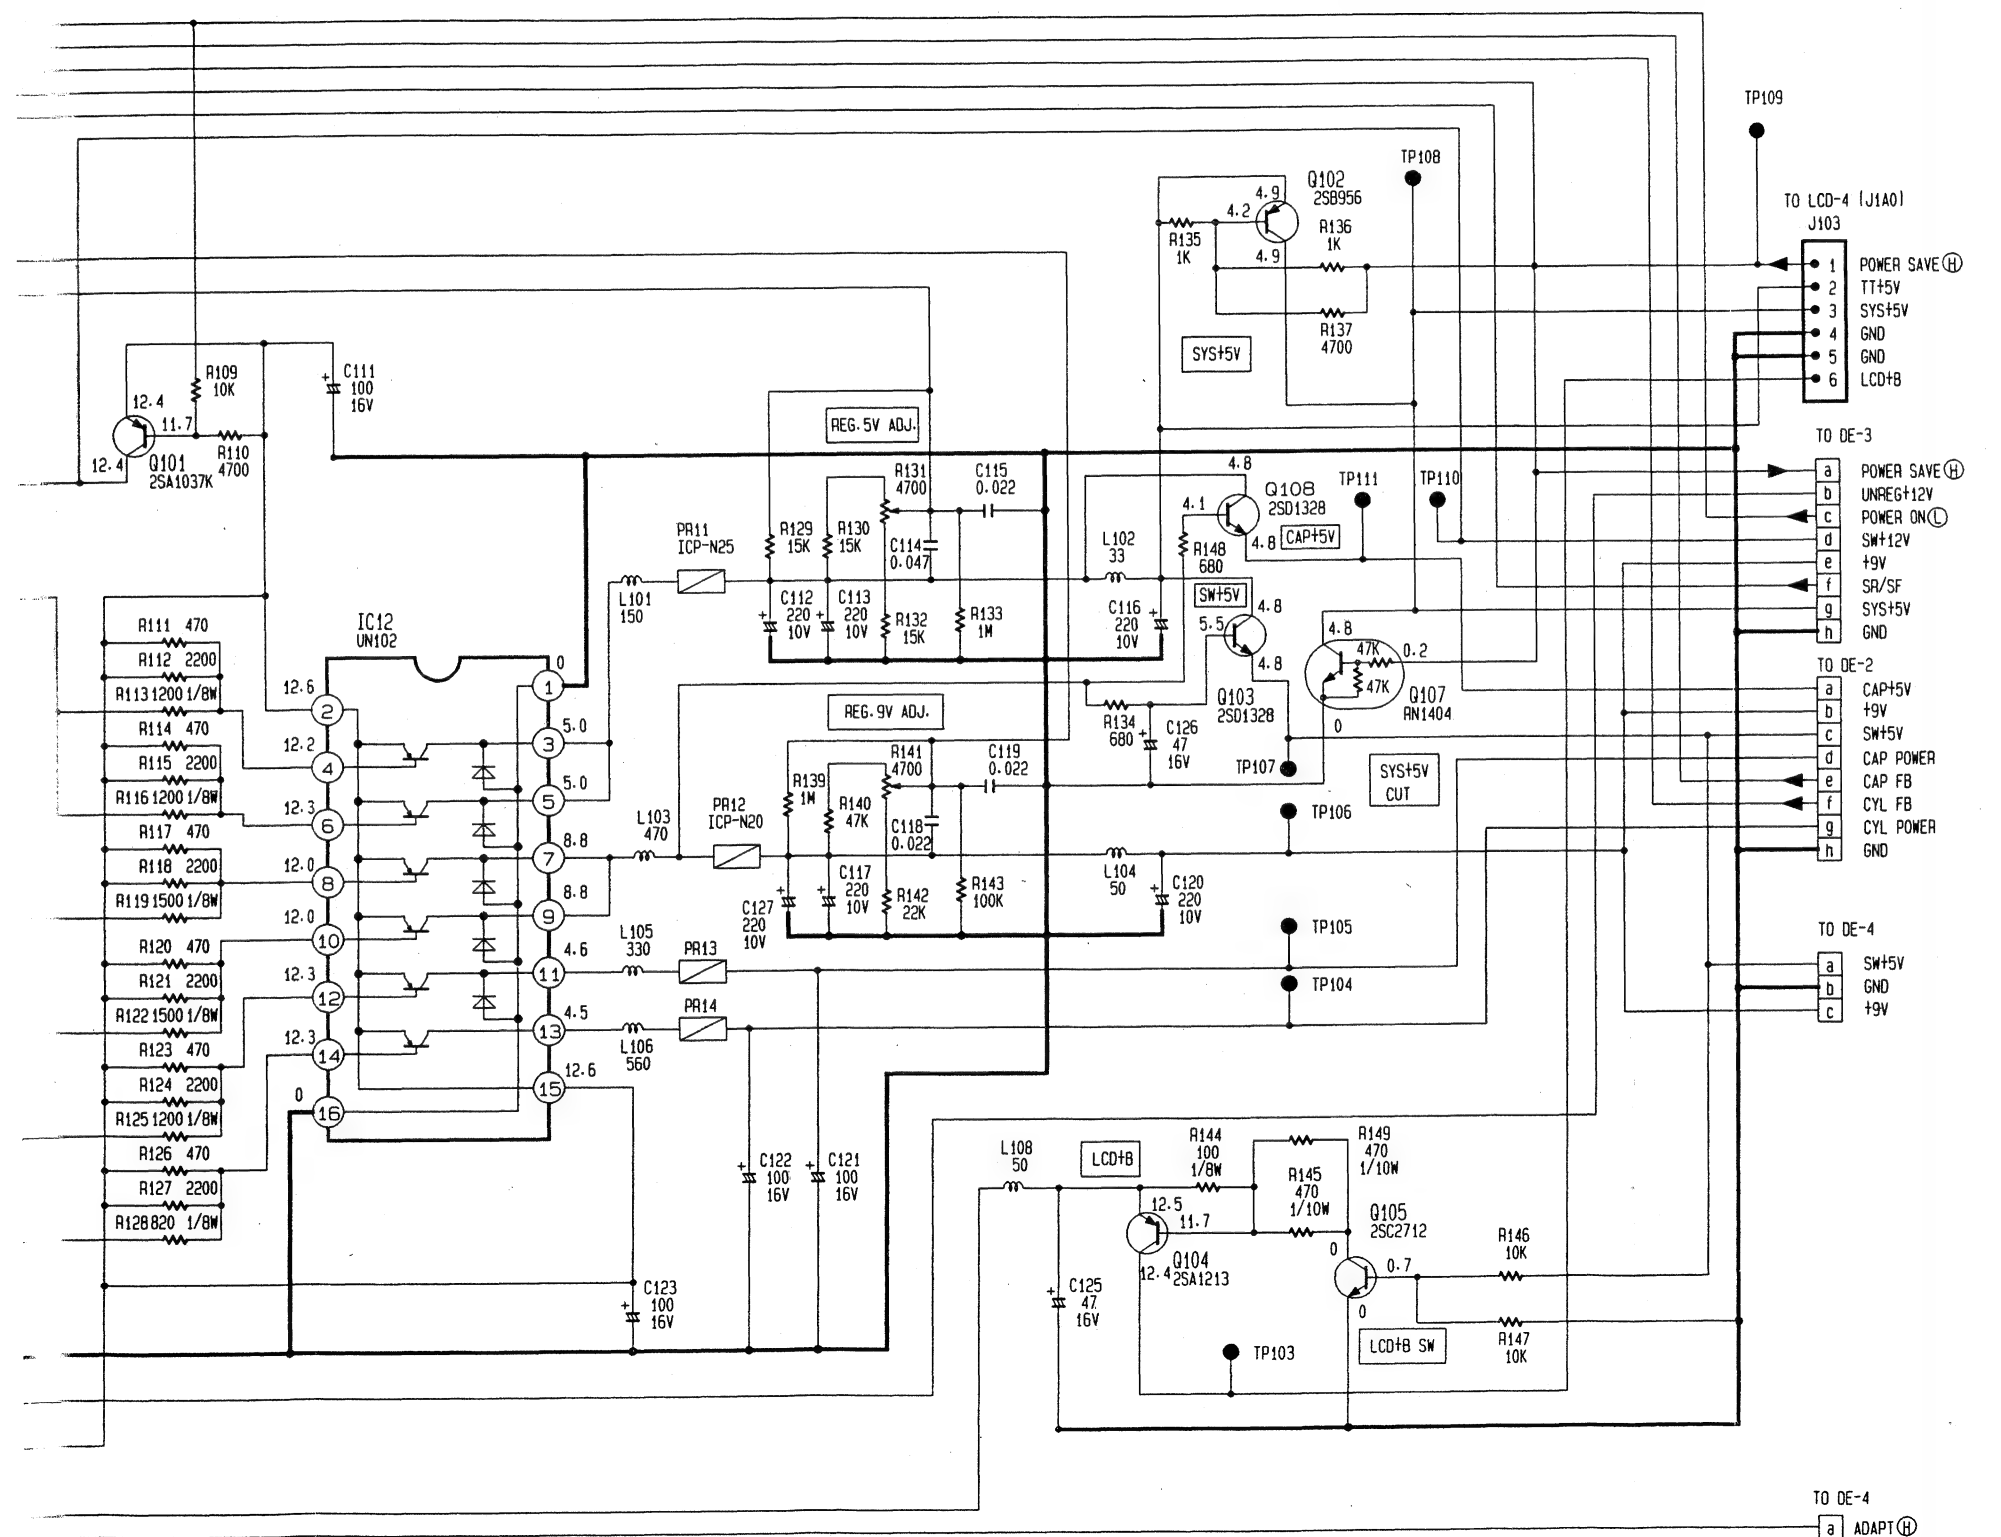 TP109
TP108
Q102
2SB956
4.9
4.2
4.9
R135
1K
R136
1K
R137
4700
SYS+5V
TO LCD-4 (J1A0)
J103
1 POWER SAVE(H)
2 TT+5V
3 SYS+5V
4 GND
5 GND
6 LCD+B
R109
10K
C111
100
16V
12.4
11.7
12.4
Q101
2SA1037K
R110
4700
REG.5V ADJ.
R131
4700
C115
0.022
R129
15K
R130
15K
C114
0.047
PR11
ICP-N25
L101
150
C112
220
10V
C113
220
10V
R132
15K
R133
1M
L102
33
C116
220
10V
4.8
4.1
Q108
2SD1328
4.8
CAP+5V
R148
680
TP111
TP110
SW+5V
4.8
5.5
4.8
Q103
2SD1328
4.8
47K
0.2
47K
Q107
RN1404
0
TO DE-3
a POWER SAVE(H)
b UNREG+12V
c POWER ON(L)
d SW+12V
e +9V
f SR/SF
g SYS+5V
h GND
TO DE-2
a CAP+5V
b +9V
c SW+5V
d CAP POWER
e CAP FB
f CYL FB
g CYL POWER
h GND
TO DE-4
a SW+5V
b GND
c +9V
R111 470
R112 2200
R113 1200 1/8W
R114 470
R115 2200
R116 1200 1/8W
R117 470
R118 2200
R119 1500 1/8W
R120 470
R121 2200
R122 1500 1/8W
R123 470
R124 2200
R125 1200 1/8W
R126 470
R127 2200
R128 820 1/8W
IC12
UN102
0
1
12.6
2
5.0
3
12.2
4
5.0
5
12.3
6
8.8
7
12.0
8
8.8
9
12.0
10
4.6
11
12.3
12
4.5
13
12.3
14
12.6
15
0
16
REG.9V ADJ.
R141
4700
C119
0.022
R139
1M
R140
47K
C118
0.022
L103
470
PR12
ICP-N20
C127
220
10V
C117
220
10V
R142
22K
R143
100K
R134
680
C126
47
16V
TP107
SYS+5V
CUT
TP106
L104
50
C120
220
10V
L105
330
PR13
TP105
TP104
PR14
L106
560
C122
100
16V
C121
100
16V
C123
100
16V
L108
50
LCD+B
R144
100
1/8W
R149
470
1/10W
R145
470
1/10W
12.5
11.7
Q104
12.4 2SA1213
Q105
2SC2712
0
0.7
0
R146
10K
R147
10K
C125
47
16V
TP103
LCD+B SW
TO DE-4
a ADAPT(H)